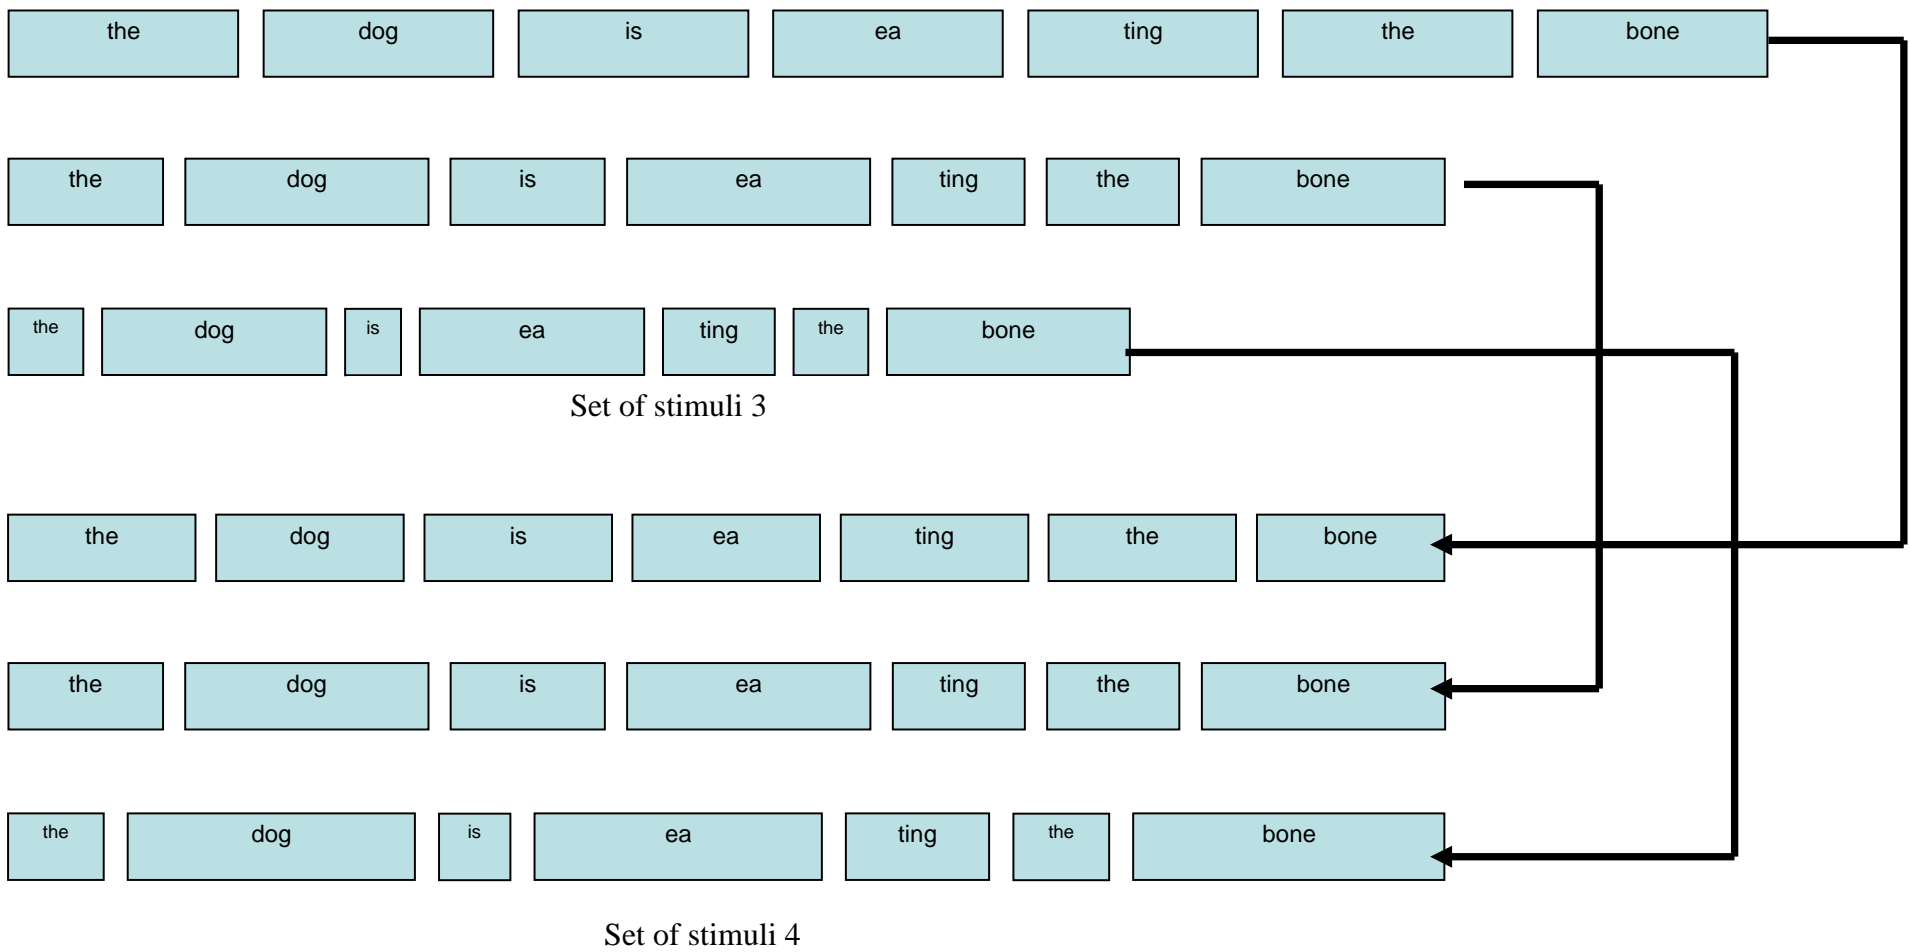 the dog is ea ting the bone
the dog is ea ting the bone
the dog is ea ting the bone
Set of stimuli 3
the dog is ea ting the bone
the dog is ea ting the bone
the dog is ea ting the bone
Set of stimuli 4